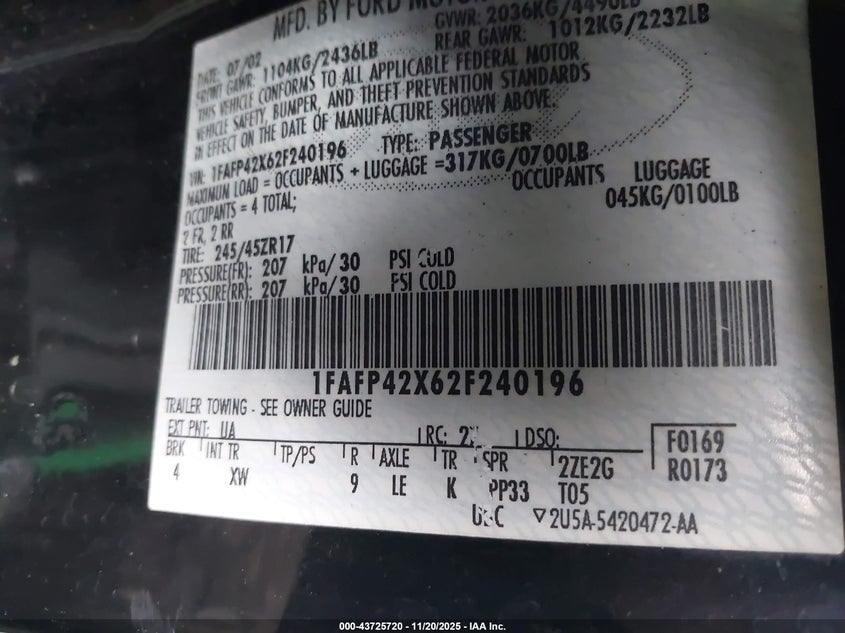 MFD. BY FORD MOTOR
DATE: 07/02 GVWR: 2036KG/4490LB
FRONT GAWR: 1104KG/2436LB REAR GAWR: 1012KG/2232LB
THIS VEHICLE CONFORMS TO ALL APPLICABLE FEDERAL MOTOR
VEHICLE SAFETY, BUMPER, AND THEFT PREVENTION STANDARDS
IN EFFECT ON THE DATE OF MANUFACTURE SHOWN ABOVE.
VIN: 1FAFP42X62F240196 TYPE: PASSENGER
MAXIMUM LOAD = OCCUPANTS + LUGGAGE =317KG/0700LB
OCCUPANTS = 4 TOTAL; OCCUPANTS LUGGAGE
2 FR, 2 RR 045KG/0100LB
TIRE: 245/45ZR17
PRESSURE(FR): 207 kPa/30 PSI COLD
PRESSURE(RR): 207 kPa/30 PSI COLD
1FAFP42X62F240196
TRAILER TOWING - SEE OWNER GUIDE
EXT PNT: UA RC: DSO: F0169
BRK INT TR TP/PS R AXLE TR SPR 2ZE2G R0173
4 XW 9 LE K PP33 T05
▽2U5A-5420472-AA
000-43725720 - 11/20/2025 - IAA Inc.